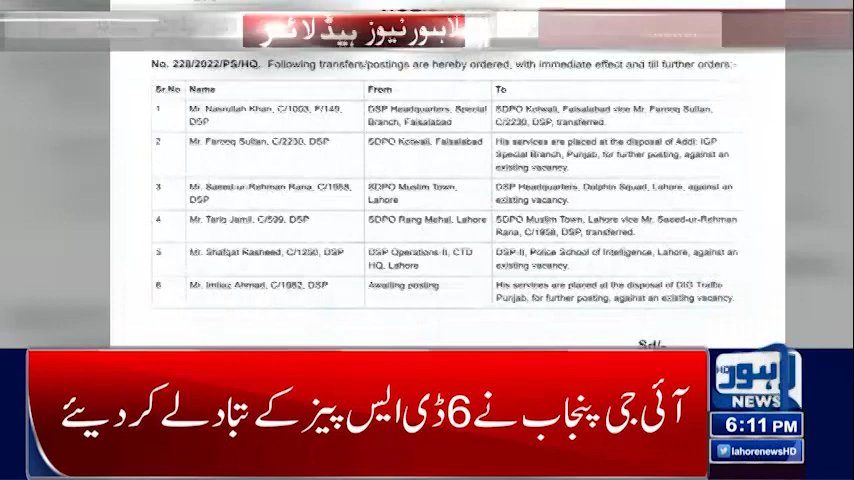 لاہور نیوز ہیڈلائنز
No. 228/2022/PS/HQ. Following transfers/postings are hereby ordered, with immediate effect and till further orders:-
Sr.No Name From To
1 Mr. Nasrullah Khan, C/1003, F/149, DSP Headquarters, Special SDPO Kotwali, Faisalabad vice Mr. Farooq Sultan,
DSP Branch, Faisalabad C/2230, DSP, transferred.
2 Mr. Farooq Sultan, C/2230, DSP SDPO Kotwali, Faisalabad His services are placed at the disposal of Addl: IGP
Special Branch, Punjab, for further posting, against an
existing vacancy.
3 Mr. Saeed-ur-Rehman Rana, C/1958, SDPO Muslim Town, DSP Headquarters, Dolphin Squad, Lahore, against an
DSP Lahore existing vacancy.
4 Mr. Tariq Jamil, C/599, DSP SDPO Rang Mehal, Lahore SDPO Muslim Town, Lahore vice Mr. Saeed-ur-Rehman
Rana, C/1958, DSP, transferred.
5 Mr. Shafqat Rasheed, C/1250, DSP DSP Operations-II, CTD DSP-II, Police School of Intelligence, Lahore, against an
HQ, Lahore existing vacancy.
6 Mr. Imtiaz Ahmad, C/1982, DSP Awaiting posting His services are placed at the disposal of DIG Traffic
Punjab, for further posting, against an existing vacancy.
Sd/-
آئی جی پنجاب نے 6 ڈی ایس پیز کے تبادلے کر دیئے
لاہور HD
NEWS
6:11 PM
lahorenewsHD